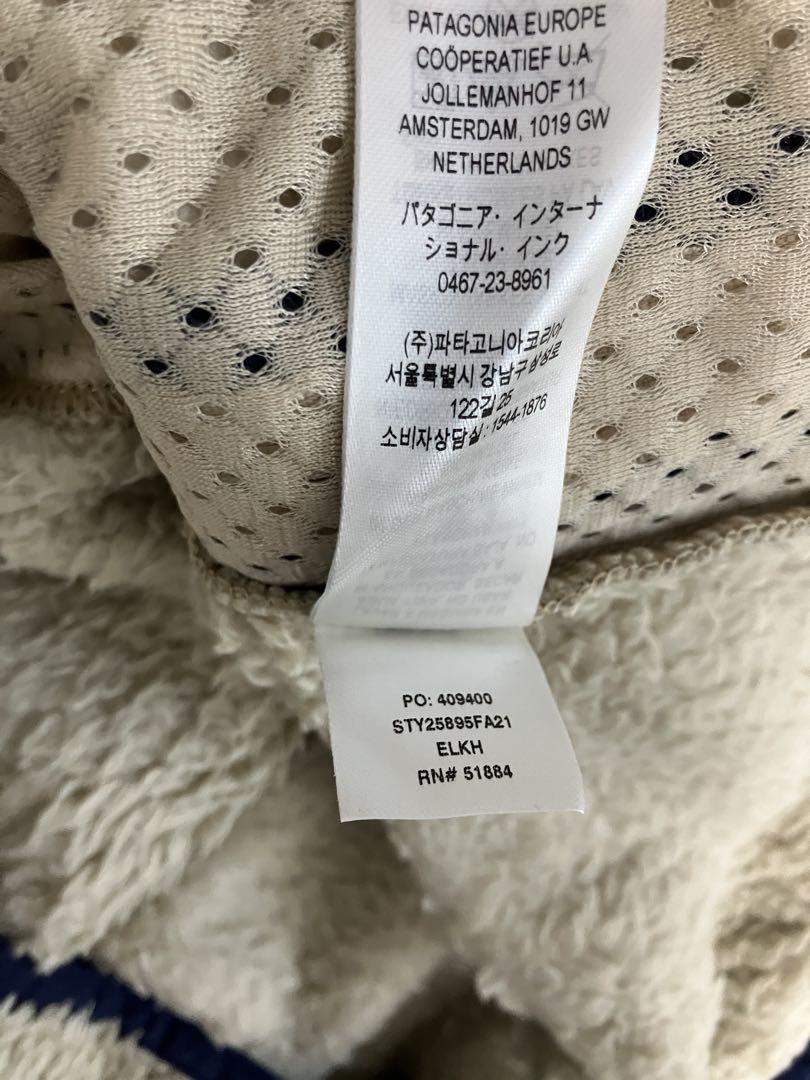 PATAGONIA EUROPE
COÖPERATIEF U.A.
JOLLEMANHOF 11
AMSTERDAM, 1019 GW
NETHERLANDS
パタゴニア・インターナ
ショナル・インク
0467-23-8961
(주)파타고니아코리아
서울특별시 강남구 삼성로
122길 25
소비자상담실 : 1544-1876
PO: 409400
STY25895FA21
ELKH
RN# 51884